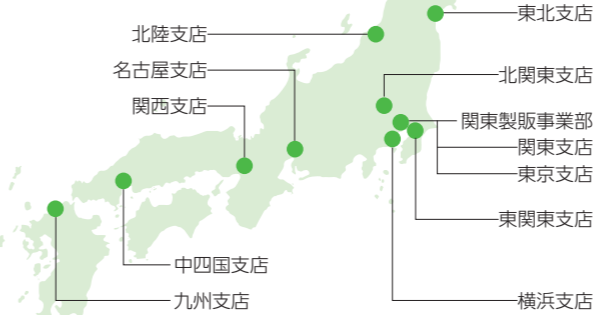 東北支店
北陸支店
名古屋支店
北関東支店
関西支店
関東製販事業部
関東支店
東京支店
東関東支店
中四国支店
九州支店
横浜支店